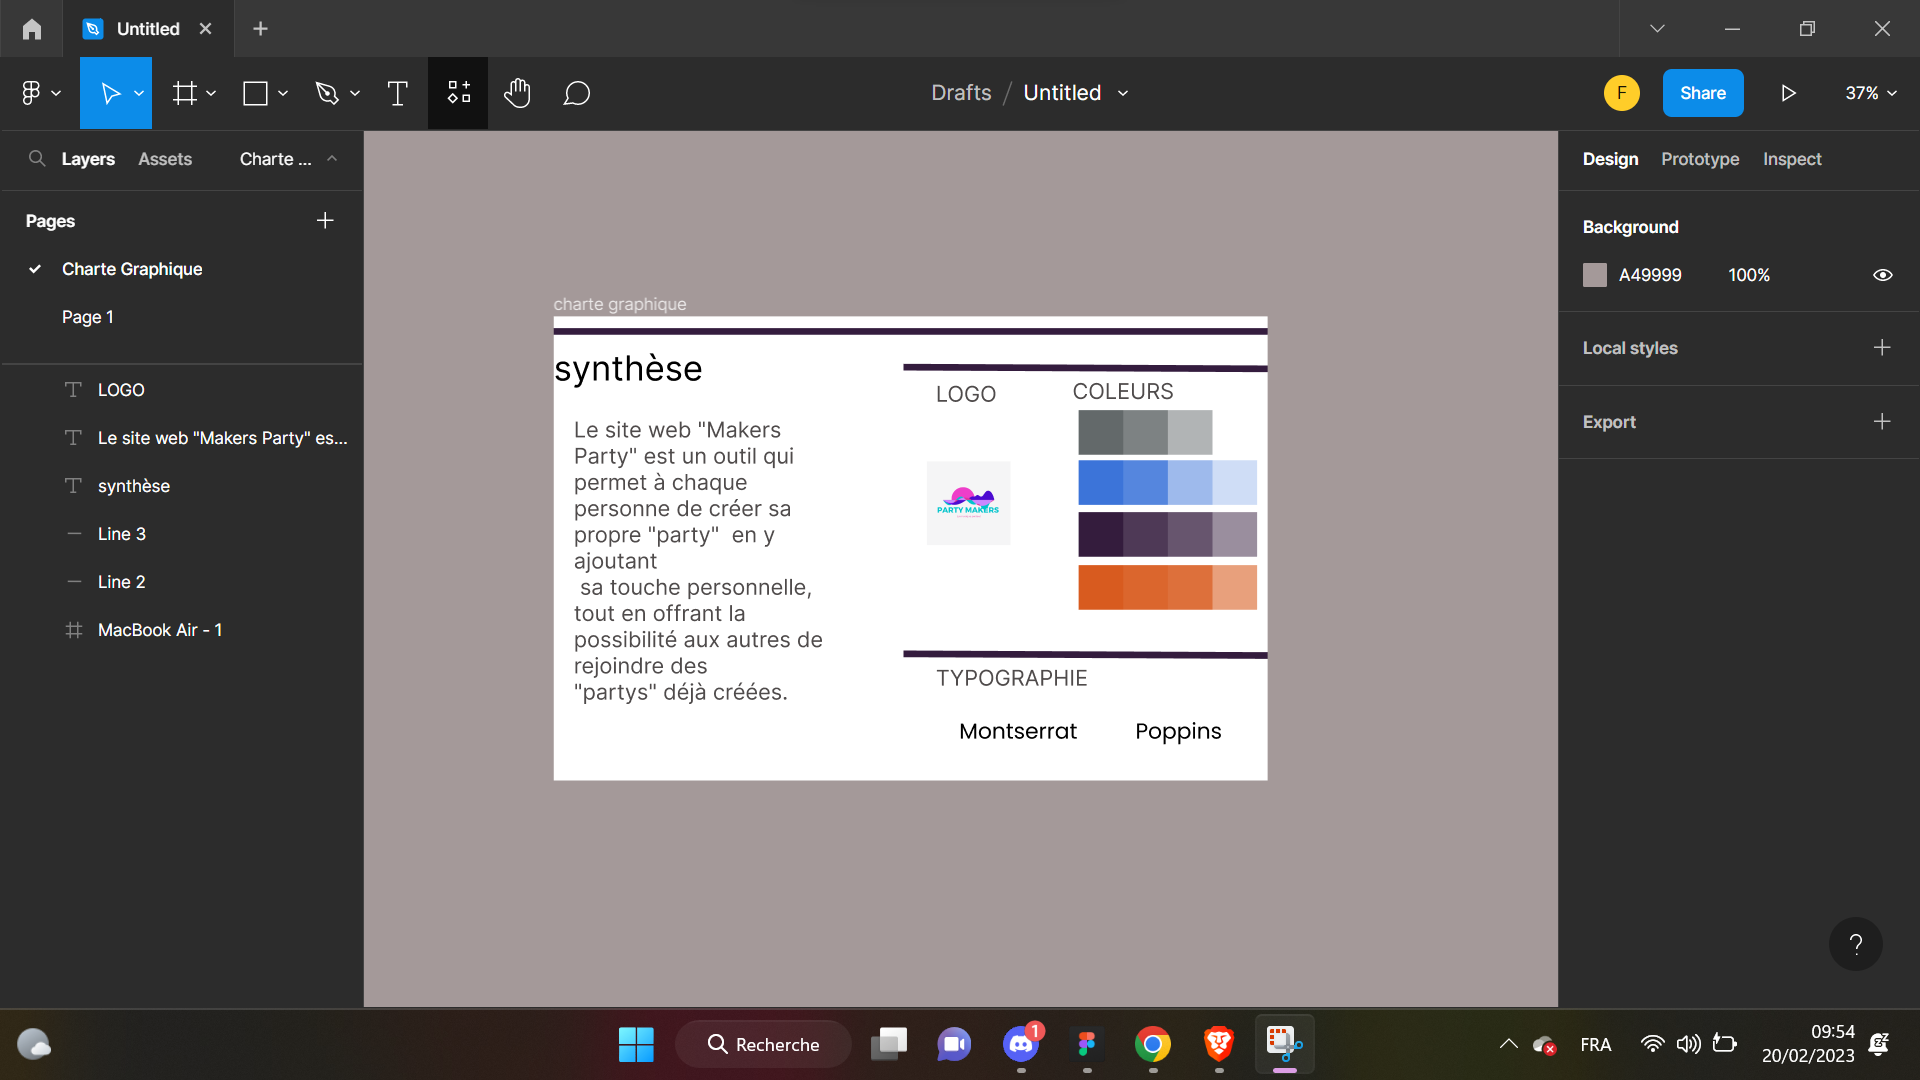 Untitled
Drafts / Untitled
F
Share
37%
Layers
Assets
Charte ...
Pages
Charte Graphique
Page 1
LOGO
Le site web "Makers Party" es...
synthèse
Line 3
Line 2
MacBook Air - 1
charte graphique
synthèse
Le site web "Makers
Party" est un outil qui
permet à chaque
personne de créer sa
propre "party"  en y
ajoutant
sa touche personnelle,
tout en offrant la
possibilité aux autres de
rejoindre des
"partys" déjà créées.
LOGO
PARTY MAKERS
COLEURS
TYPOGRAPHIE
Montserrat
Poppins
Design
Prototype
Inspect
Background
A49999
100%
Local styles
Export
?
Recherche
1
FRA
09:54
20/02/2023